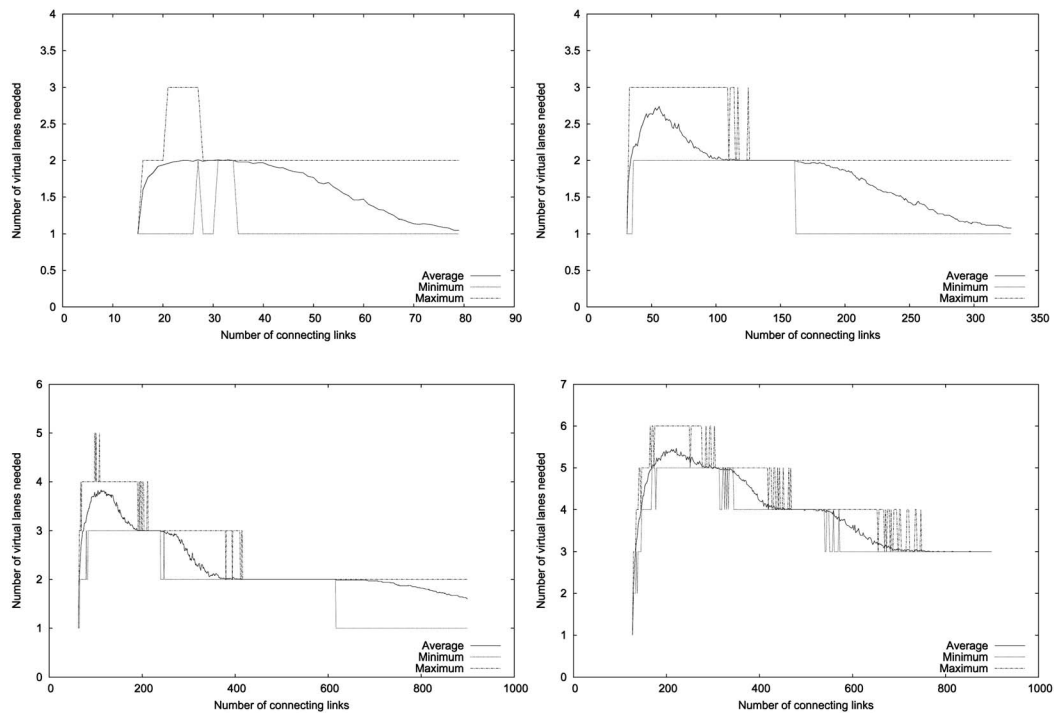 4
3.5
3
2.5
2
1.5
1
0.5
0
Number of virtual lanes needed
0 10 20 30 40 50 60 70 80 90
Number of connecting links
Average
Minimum
Maximum
4
3.5
3
2.5
2
1.5
1
0.5
0
Number of virtual lanes needed
0 50 100 150 200 250 300 350
Number of connecting links
Average
Minimum
Maximum
6
5
4
3
2
1
0
Number of virtual lanes needed
0 200 400 600 800 1000
Number of connecting links
Average
Minimum
Maximum
7
6
5
4
3
2
1
0
Number of virtual lanes needed
0 200 400 600 800 1000
Number of connecting links
Average
Minimum
Maximum